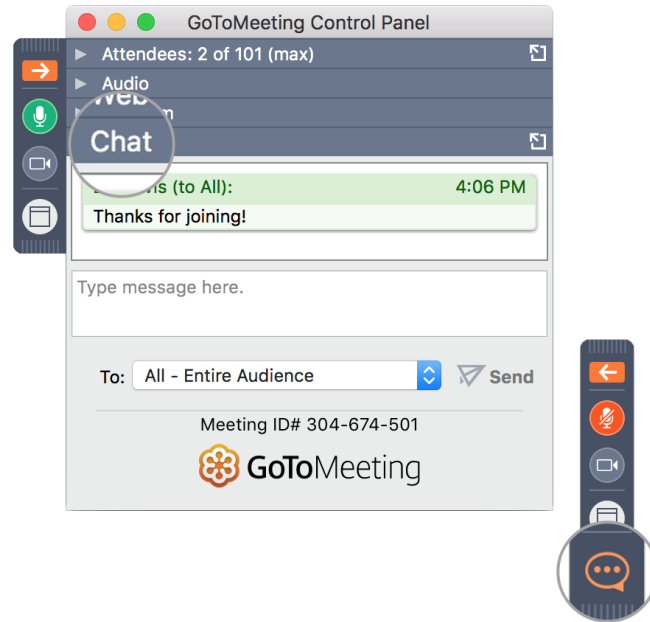 GoToMeeting Control Panel
Attendees: 2 of 101 (max)
Audio
Web
Chat
(to All): 4:06 PM
Thanks for joining!
Type message here.
To: All - Entire Audience Send
Meeting ID# 304-674-501
GoToMeeting